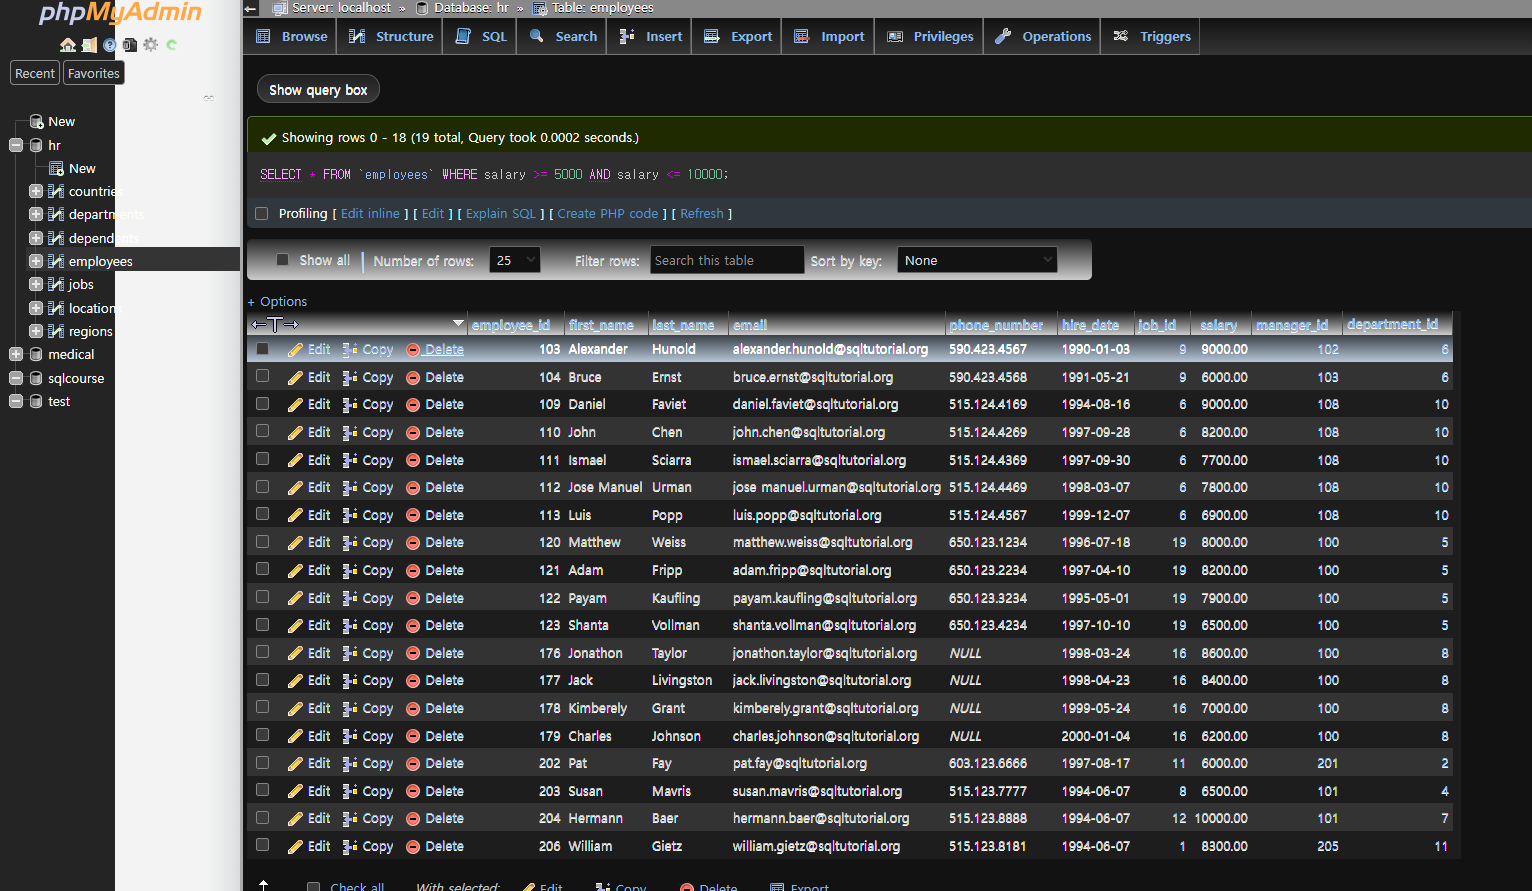 phpMyAdmin
Recent Favorites
New
hr
New
countries
departments
dependents
employees
jobs
locations
regions
medical
sqlcourse
test
Server: localhost » Database: hr » Table: employees
Browse Structure SQL Search Insert Export Import Privileges Operations Triggers
Show query box
Showing rows 0 - 18 (19 total, Query took 0.0002 seconds.)
SELECT * FROM `employees` WHERE salary >= 5000 AND salary <= 10000;
Profiling [ Edit inline ] [ Edit ] [ Explain SQL ] [ Create PHP code ] [ Refresh ]
Show all Number of rows: 25 Filter rows: Search this table Sort by key: None
+ Options
←T→ employee_id first_name last_name email phone_number hire_date job_id salary manager_id department_id
Edit Copy Delete 103 Alexander Hunold alexander.hunold@sqltutorial.org 590.423.4567 1990-01-03 9 9000.00 102 6
Edit Copy Delete 104 Bruce Ernst bruce.ernst@sqltutorial.org 590.423.4568 1991-05-21 9 6000.00 103 6
Edit Copy Delete 109 Daniel Faviet daniel.faviet@sqltutorial.org 515.124.4169 1994-08-16 6 9000.00 108 10
Edit Copy Delete 110 John Chen john.chen@sqltutorial.org 515.124.4269 1997-09-28 6 8200.00 108 10
Edit Copy Delete 111 Ismael Sciarra ismael.sciarra@sqltutorial.org 515.124.4369 1997-09-30 6 7700.00 108 10
Edit Copy Delete 112 Jose Manuel Urman jose manuel.urman@sqltutorial.org 515.124.4469 1998-03-07 6 7800.00 108 10
Edit Copy Delete 113 Luis Popp luis.popp@sqltutorial.org 515.124.4567 1999-12-07 6 6900.00 108 10
Edit Copy Delete 120 Matthew Weiss matthew.weiss@sqltutorial.org 650.123.1234 1996-07-18 19 8000.00 100 5
Edit Copy Delete 121 Adam Fripp adam.fripp@sqltutorial.org 650.123.2234 1997-04-10 19 8200.00 100 5
Edit Copy Delete 122 Payam Kaufling payam.kaufling@sqltutorial.org 650.123.3234 1995-05-01 19 7900.00 100 5
Edit Copy Delete 123 Shanta Vollman shanta.vollman@sqltutorial.org 650.123.4234 1997-10-10 19 6500.00 100 5
Edit Copy Delete 176 Jonathon Taylor jonathon.taylor@sqltutorial.org NULL 1998-03-24 16 8600.00 100 8
Edit Copy Delete 177 Jack Livingston jack.livingston@sqltutorial.org NULL 1998-04-23 16 8400.00 100 8
Edit Copy Delete 178 Kimberely Grant kimberely.grant@sqltutorial.org NULL 1999-05-24 16 7000.00 100 8
Edit Copy Delete 179 Charles Johnson charles.johnson@sqltutorial.org NULL 2000-01-04 16 6200.00 100 8
Edit Copy Delete 202 Pat Fay pat.fay@sqltutorial.org 603.123.6666 1997-08-17 11 6000.00 201 2
Edit Copy Delete 203 Susan Mavris susan.mavris@sqltutorial.org 515.123.7777 1994-06-07 8 6500.00 101 4
Edit Copy Delete 204 Hermann Baer hermann.baer@sqltutorial.org 515.123.8888 1994-06-07 12 10000.00 101 7
Edit Copy Delete 206 William Gietz william.gietz@sqltutorial.org 515.123.8181 1994-06-07 1 8300.00 205 11
Check all With selected: Edit Copy Delete Export